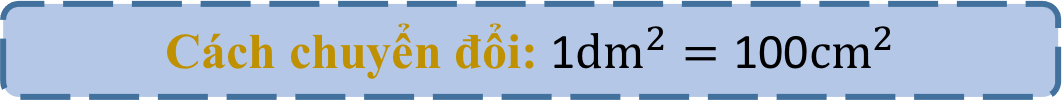 Cách chuyển đổi: 1dm² = 100cm²